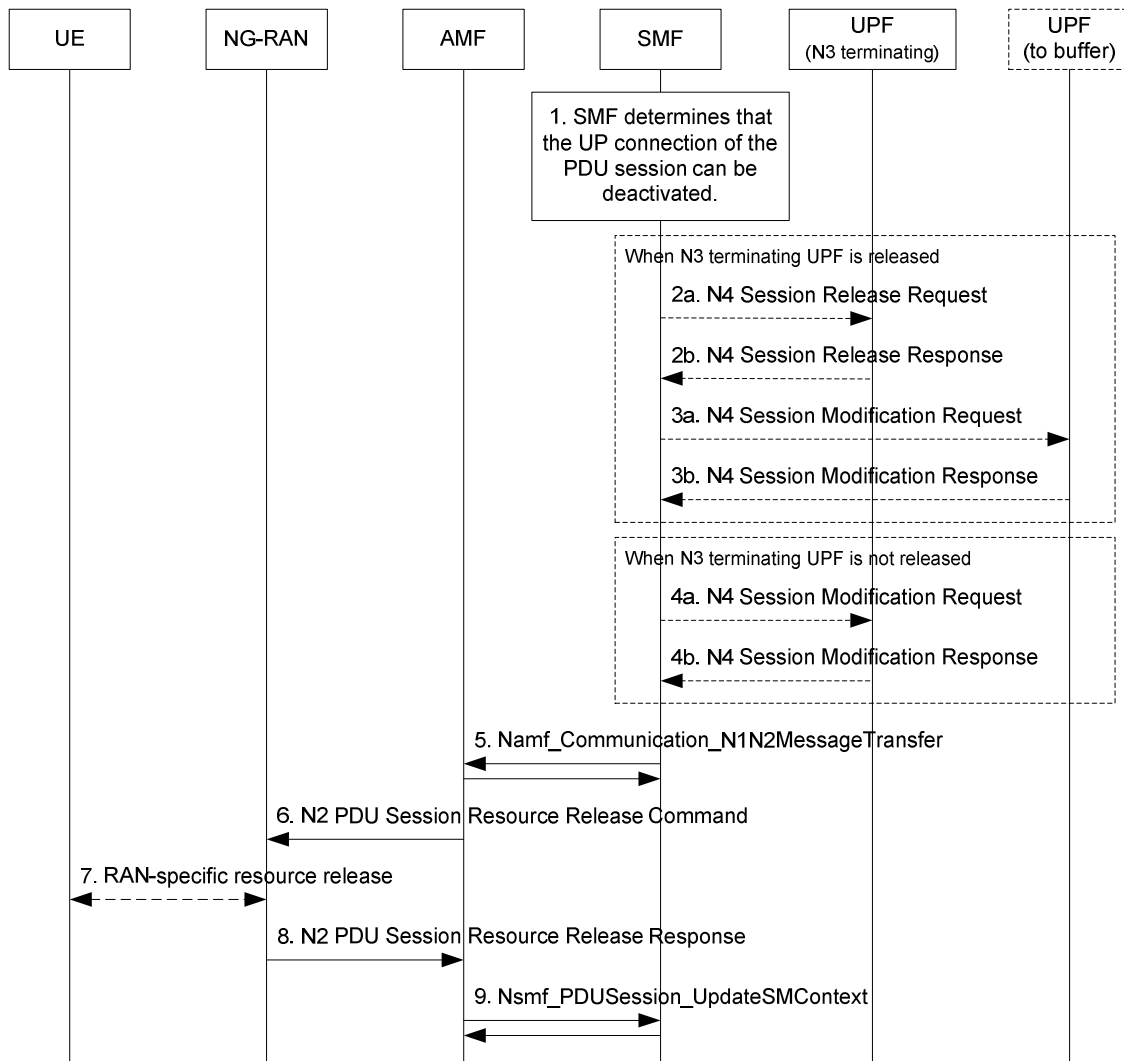 UE
NG-RAN
AMF
SMF
UPF
(N3 terminating)
UPF
(to buffer)
1. SMF determines that
the UP connection of the
PDU session can be
deactivated.
When N3 terminating UPF is released
2a. N4 Session Release Request
2b. N4 Session Release Response
3a. N4 Session Modification Request
3b. N4 Session Modification Response
When N3 terminating UPF is not released
4a. N4 Session Modification Request
4b. N4 Session Modification Response
5. Namf_Communication_N1N2MessageTransfer
6. N2 PDU Session Resource Release Command
7. RAN-specific resource release
8. N2 PDU Session Resource Release Response
9. Nsmf_PDUSession_UpdateSMContext